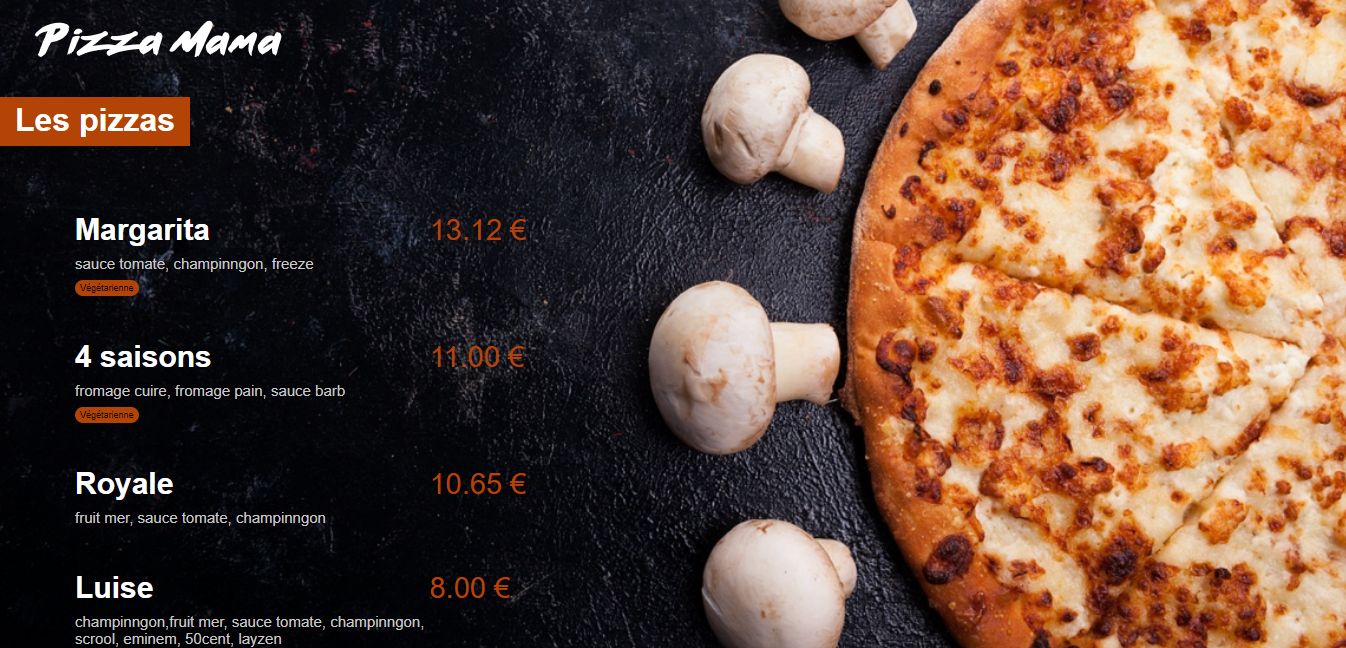 Pizza Mama
Les pizzas
Margarita 13.12 €
sauce tomate, champinngon, freeze
Végétarienne
4 saisons 11.00 €
fromage cuire, fromage pain, sauce barb
Végétarienne
Royale 10.65 €
fruit mer, sauce tomate, champinngon
Luise 8.00 €
champinngon,fruit mer, sauce tomate, champinngon,
scrool, eminem, 50cent, layzen